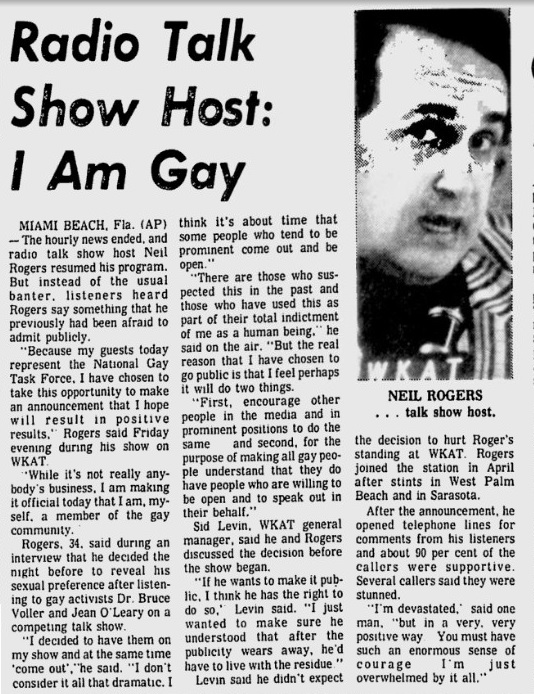 Radio Talk
Show Host:
I Am Gay
MIAMI BEACH, Fla. (AP)
— The hourly news ended, and
radio talk show host Neil
Rogers resumed his program.
But instead of the usual
banter, listeners heard
Rogers say something that he
previously had been afraid to
admit publicly.
"Because my guests today
represent the National Gay
Task Force, I have chosen to
take this opportunity to make
an announcement that I hope
will result in positive
results," Rogers said Friday
evening during his show on
WKAT.
"While it's not really any-
body's business, I am making
it official today that I am, my-
self, a member of the gay
community.
Rogers, 34, said during an
interview that he decided the
night before to reveal his
sexual preference after listen-
ing to gay activists Dr. Bruce
Voller and Jean O'Leary on a
competing talk show.
"I decided to have them on
my show and at the same time
'come out',"he said. "I don't
consider it all that dramatic. I
think it's about time that
some people who tend to be
prominent come out and be
open."
"There are those who sus-
pected this in the past and
those who have used this as
part of their total indictment
of me as a human being," he
said on the air. "But the real
reason that I have chosen to
go public is that I feel perhaps
it will do two things.
"First, encourage other
people in the media and in
prominent positions to do the
same and second, for the
purpose of making all gay peo-
ple understand that they do
have people who are willing to
be open and to speak out in
their behalf."
Sid Levin, WKAT general
manager, said he and Rogers
discussed the decision before
the show began.
"If he wants to make it pub-
lic, I think he has the right to
do so," Levin said. "I just
wanted to make sure he
understood that after the
publicity wears away, he'd
have to live with the residue."
Levin said he didn't expect
WKAT
NEIL ROGERS
. . . talk show host.
the decision to hurt Roger's
standing at WKAT. Rogers
joined the station in April
after stints in West Palm
Beach and in Sarasota.
After the announcement, he
opened telephone lines for
comments from his listeners
and about 90 per cent of the
callers were supportive.
Several callers said they were
stunned.
"I'm devastated,' said one
man, "but in a very, very
positive way You must have
such an enormous sense of
courage I'm just
overwhelmed by it all."